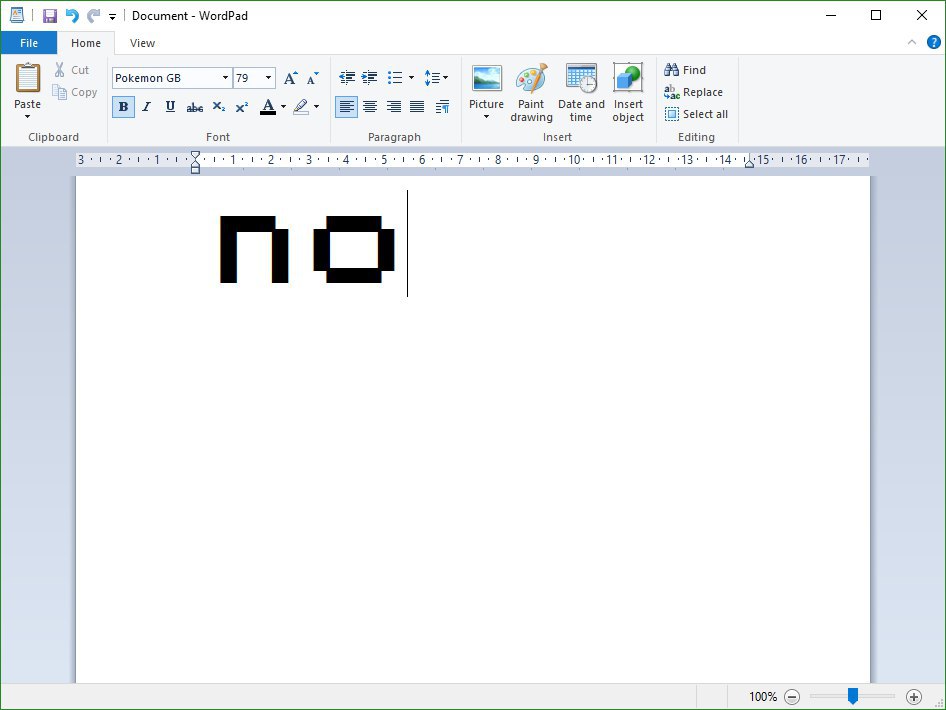 Document - WordPad
File Home View
Paste
Cut
Copy
Clipboard
Pokemon GB 79
B I U abc X₂ X² A
Font
Paragraph
Picture
Paint drawing
Date and time
Insert object
Insert
Find
Replace
Select all
Editing
3 2 1 1 2 3 4 5 6 7 8 9 10 11 12 13 14 15 16 17
no
100%